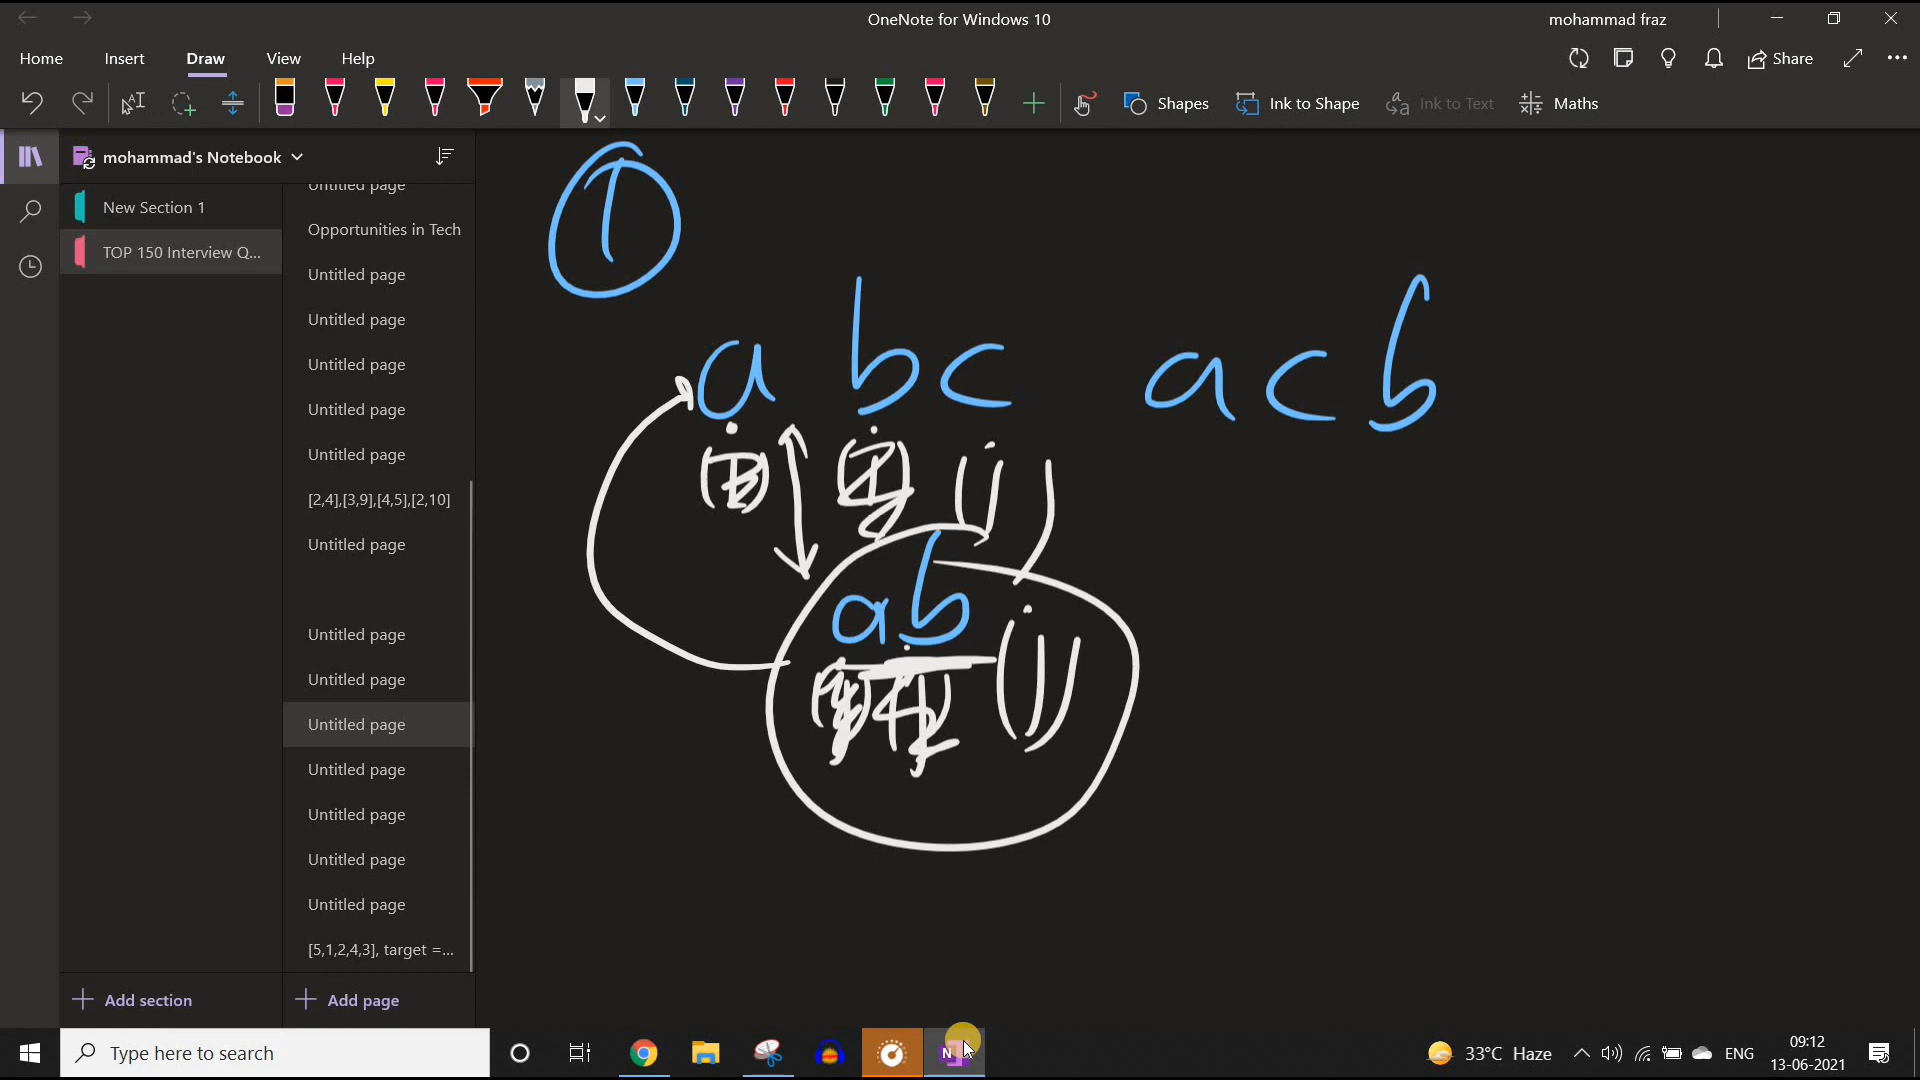 OneNote for Windows 10
mohammad fraz
Home Insert Draw View Help
Share
Shapes Ink to Shape Ink to Text Maths
mohammad's Notebook
New Section 1
TOP 150 Interview Q...
Untitled page
Opportunities in Tech
Untitled page
Untitled page
Untitled page
Untitled page
Untitled page
[2,4],[3,9],[4,5],[2,10]
Untitled page
Untitled page
Untitled page
Untitled page
Untitled page
Untitled page
Untitled page
Untitled page
[5,1,2,4,3], target =...
Add section
Add page
1
a b c a c b
(j)
a b
(j)
Type here to search
N
33°C Haze
ENG
09:12
13-06-2021